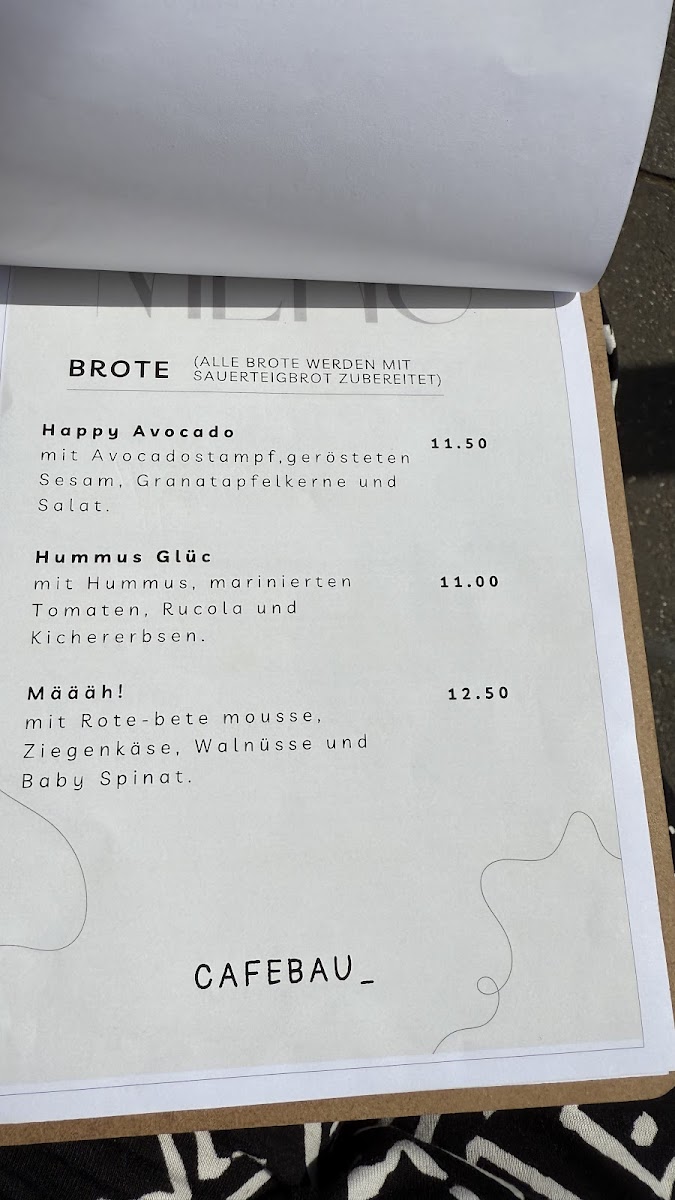 MENU
BROTE (ALLE BROTE WERDEN MIT
SAUERTEIGBROT ZUBEREITET)
Happy Avocado 11.50
mit Avocadostampf,gerösteten
Sesam, Granatapfelkerne und
Salat.
Hummus Glüc
mit Hummus, marinierten 11.00
Tomaten, Rucola und
Kichererbsen.
Määäh! 12.50
mit Rote-bete mousse,
Ziegenkäse, Walnüsse und
Baby Spinat.
CAFEBAU_